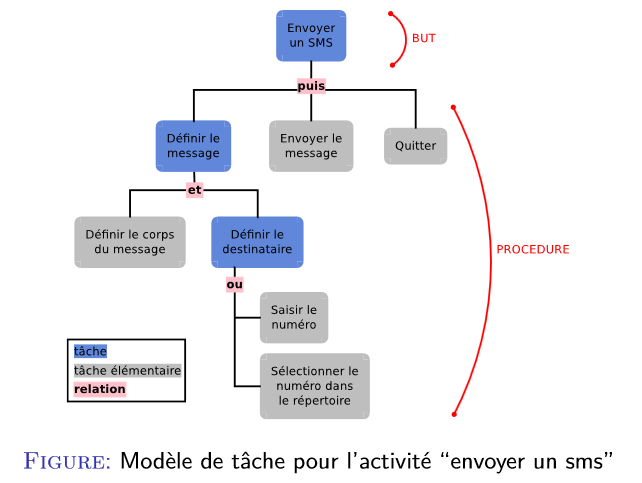 Envoyer
un SMS
BUT
puis
Définir le
message
Envoyer le
message
Quitter
et
Définir le corps
du message
Définir le
destinataire
PROCEDURE
ou
Saisir le
numéro
Sélectionner le
numéro dans
le répertoire
tâche
tâche élémentaire
relation
FIGURE: Modèle de tâche pour l'activité “envoyer un sms”